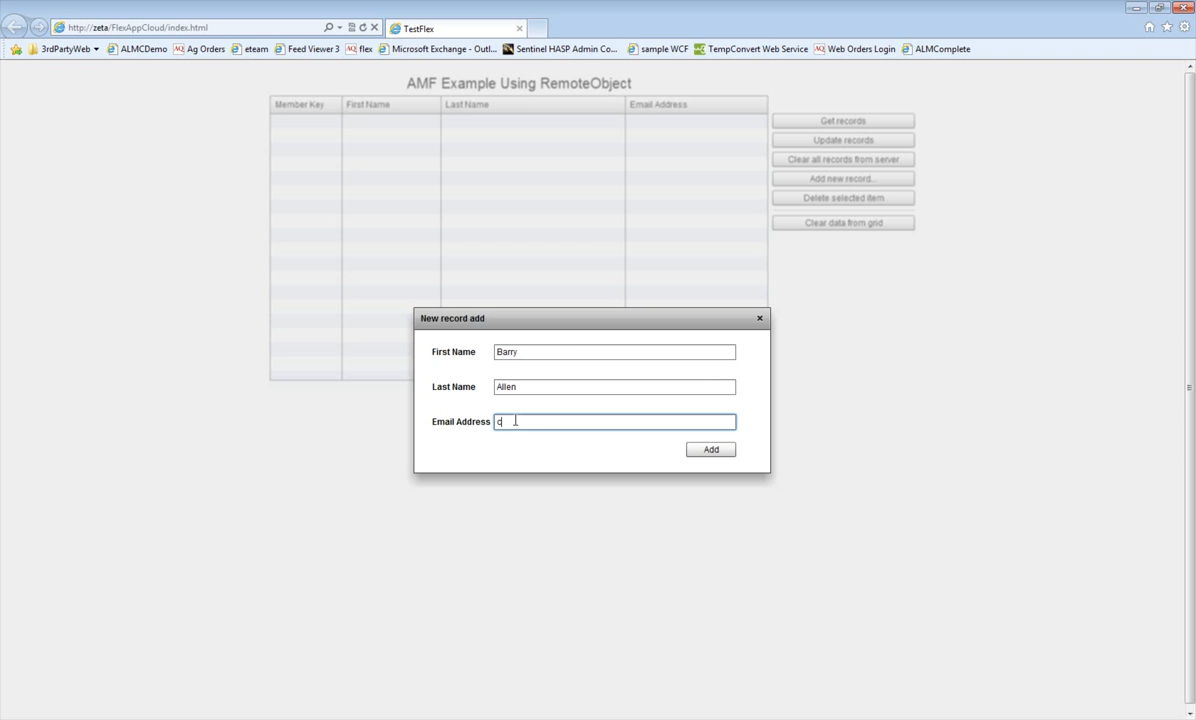 http://zeta/FlexAppCloud/index.html
TestFlex
3rdPartyWeb
ALMCDemo
Ag Orders
eteam
Feed Viewer 3
flex
Microsoft Exchange - Outl...
Sentinel HASP Admin Co...
sample WCF
TempConvert Web Service
Web Orders Login
ALMComplete
AMF Example Using RemoteObject
Member Key First Name Last Name Email Address
Get records
Update records
Clear all records from server
Add new record...
Delete selected item
Clear data from grid
New record add
First Name Barry
Last Name Allen
Email Address c
Add